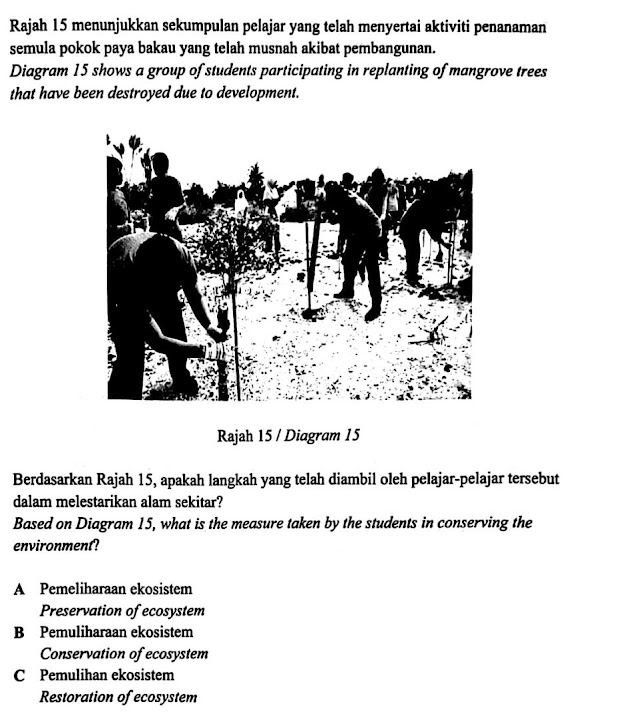 Rajah 15 menunjukkan sekumpulan pelajar yang telah menyertai aktiviti penanaman
semula pokok paya bakau yang telah musnah akibat pembangunan.
Diagram 15 shows a group of students participating in replanting of mangrove trees
that have been destroyed due to development.
Rajah 15 / Diagram 15
Berdasarkan Rajah 15, apakah langkah yang telah diambil oleh pelajar-pelajar tersebut
dalam melestarikan alam sekitar?
Based on Diagram 15, what is the measure taken by the students in conserving the
environment?
A Pemeliharaan ekosistem
Preservation of ecosystem
B Pemuliharaan ekosistem
Conservation of ecosystem
C Pemulihan ekosistem
Restoration of ecosystem